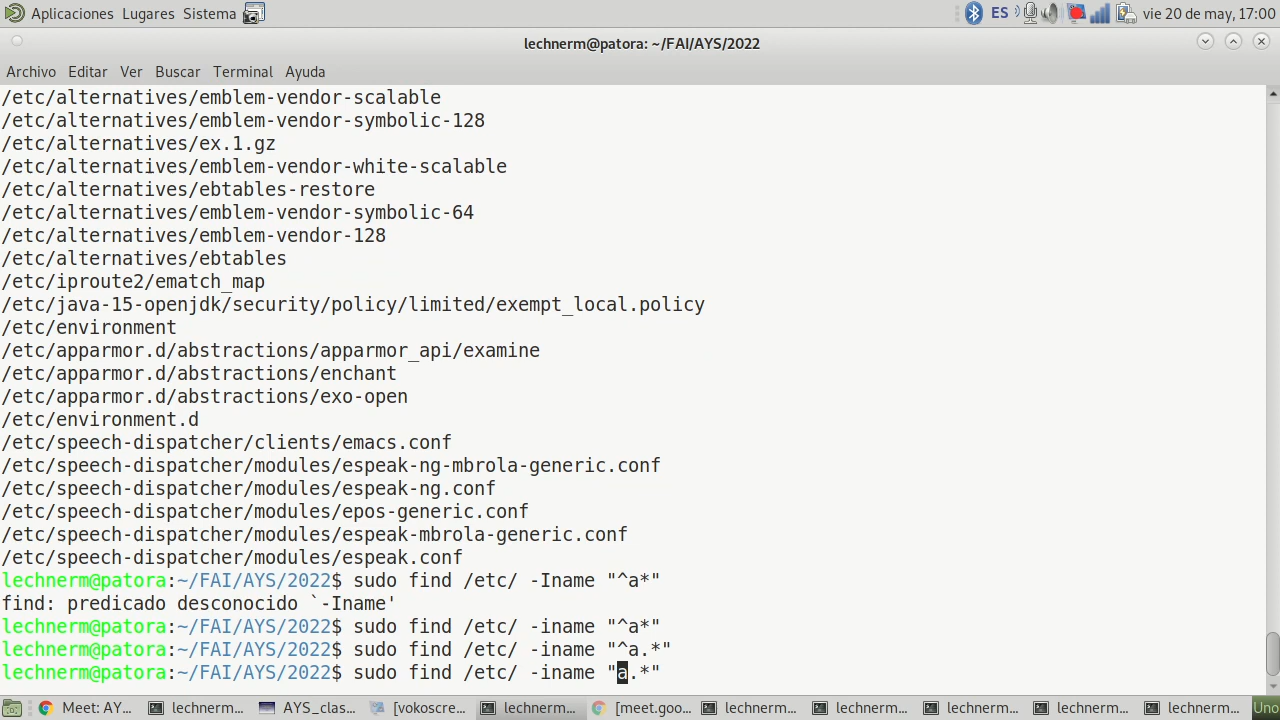 Aplicaciones Lugares Sistema ES vie 20 de may, 17:00
lechnerm@patora: ~/FAI/AYS/2022
Archivo Editar Ver Buscar Terminal Ayuda
/etc/alternatives/emblem-vendor-scalable
/etc/alternatives/emblem-vendor-symbolic-128
/etc/alternatives/ex.1.gz
/etc/alternatives/emblem-vendor-white-scalable
/etc/alternatives/ebtables-restore
/etc/alternatives/emblem-vendor-symbolic-64
/etc/alternatives/emblem-vendor-128
/etc/alternatives/ebtables
/etc/iproute2/ematch_map
/etc/java-15-openjdk/security/policy/limited/exempt_local.policy
/etc/environment
/etc/apparmor.d/abstractions/apparmor_api/examine
/etc/apparmor.d/abstractions/enchant
/etc/apparmor.d/abstractions/exo-open
/etc/environment.d
/etc/speech-dispatcher/clients/emacs.conf
/etc/speech-dispatcher/modules/espeak-ng-mbrola-generic.conf
/etc/speech-dispatcher/modules/espeak-ng.conf
/etc/speech-dispatcher/modules/epos-generic.conf
/etc/speech-dispatcher/modules/espeak-mbrola-generic.conf
/etc/speech-dispatcher/modules/espeak.conf
lechnerm@patora:~/FAI/AYS/2022$ sudo find /etc/ -Iname "^a*"
find: predicado desconocido `-Iname'
lechnerm@patora:~/FAI/AYS/2022$ sudo find /etc/ -iname "^a*"
lechnerm@patora:~/FAI/AYS/2022$ sudo find /etc/ -iname "^a.*"
lechnerm@patora:~/FAI/AYS/2022$ sudo find /etc/ -iname "a.*"
Meet: AY... lechnerm... AYS_clas... [vokoscre... lechnerm... [meet.goo... lechnerm... lechnerm... lechnerm... lechnerm... lechnerm... Uno